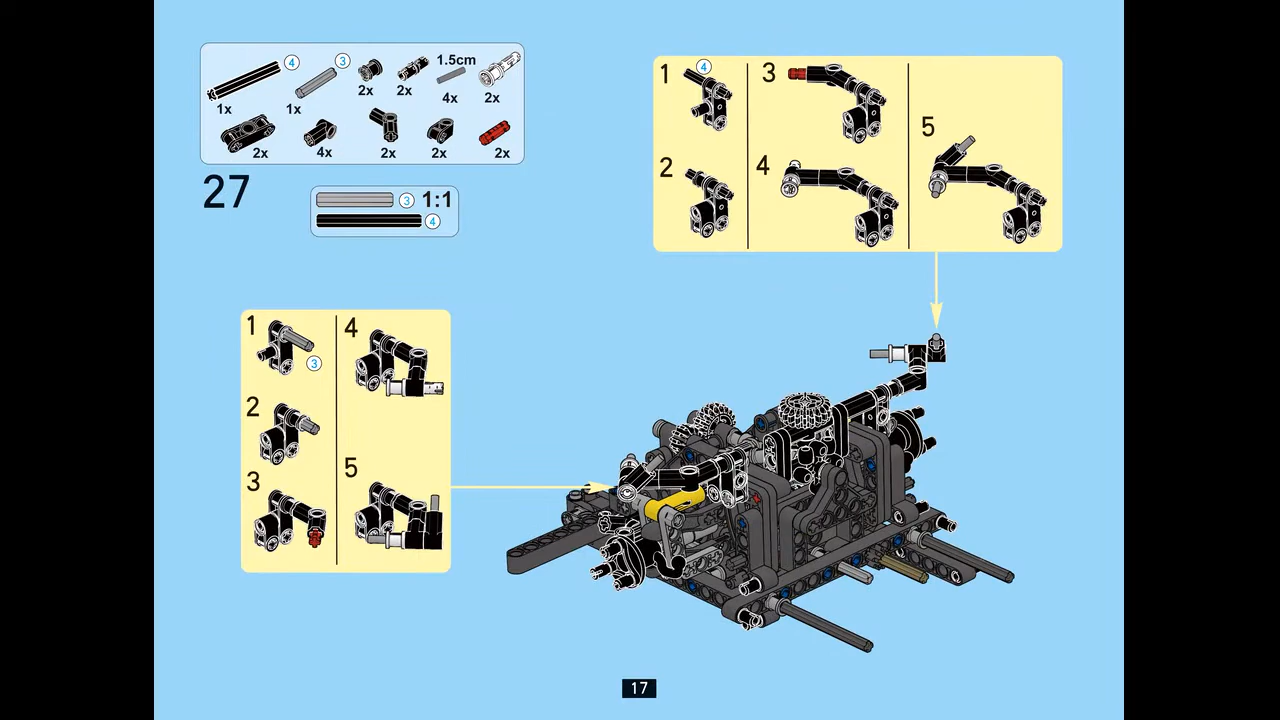 4 3 1.5cm
1x 1x 2x 2x 4x 2x
2x 4x 2x 2x 2x
27
3 1:1
4
1 4 3 5
2 4
1 3 4
2
3 5
17